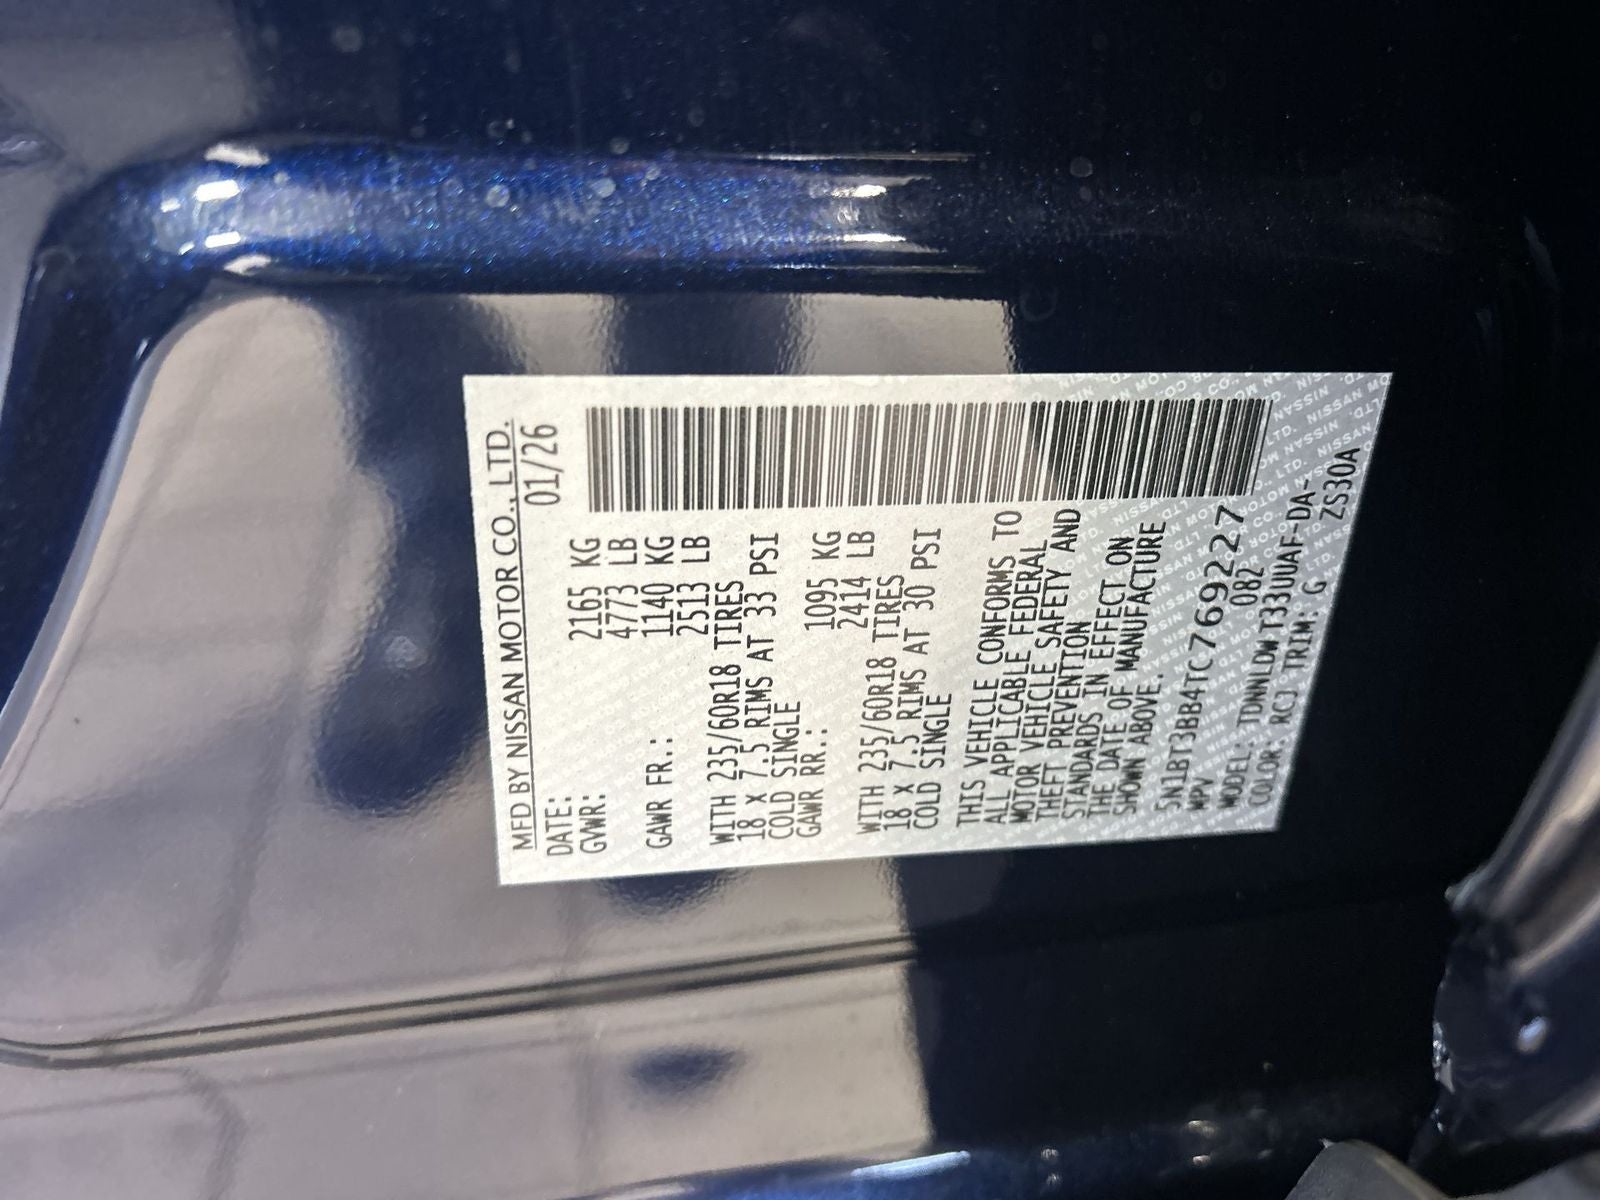 MFD BY NISSAN MOTOR CO., LTD.
DATE: 01/26
GVWR: 2165 KG
4773 LB
GAWR FR.: 1140 KG
2513 LB
WITH 235/60R18 TIRES
18 X 7.5 RIMS AT 33 PSI
COLD SINGLE
GAWR RR.: 1095 KG
2414 LB
WITH 235/60R18 TIRES
18 X 7.5 RIMS AT 30 PSI
COLD SINGLE
THIS VEHICLE CONFORMS TO
ALL APPLICABLE FEDERAL
MOTOR VEHICLE SAFETY AND
THEFT PREVENTION
STANDARDS IN EFFECT ON
THE DATE OF MANUFACTURE
SHOWN ABOVE.
5N1BT3BB4TC769227
MPV 082
MODEL: TDNNLDWT33UUAF-DA-
COLOR: RCJ TRIM: G ZS30A